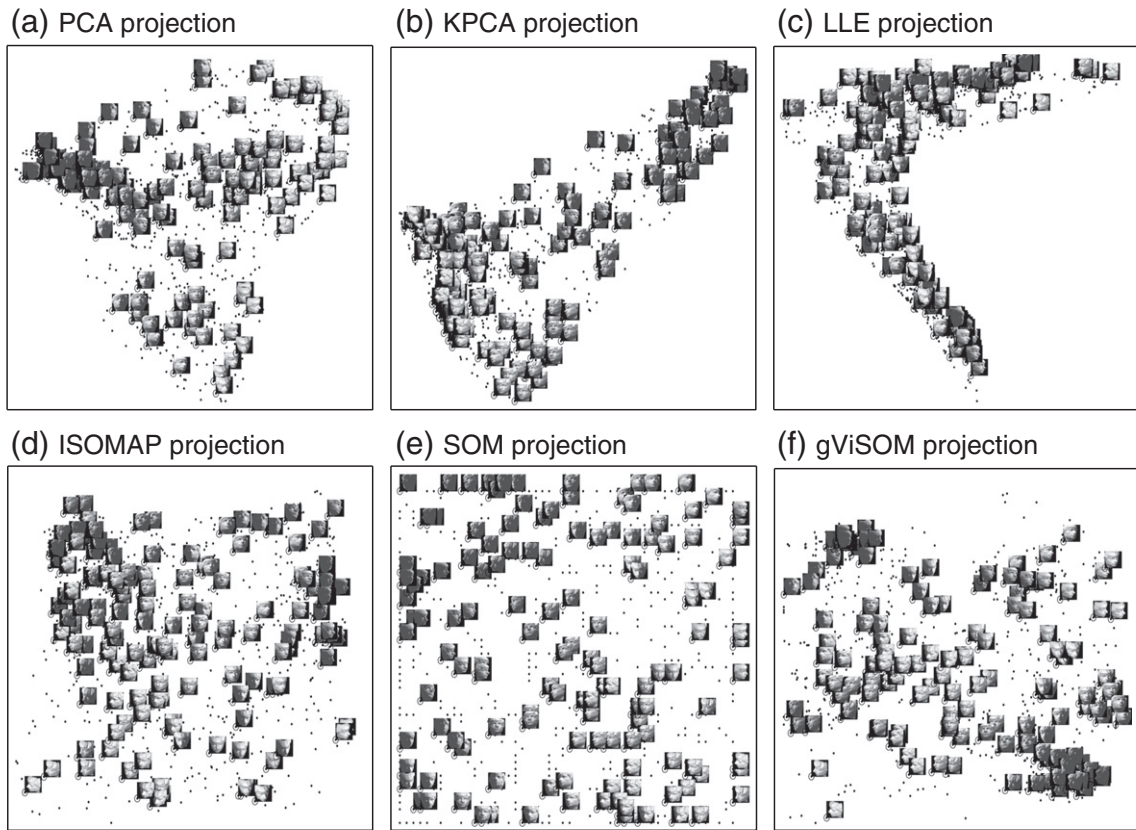 (a) PCA projection
(b) KPCA projection
(c) LLE projection
(d) ISOMAP projection
(e) SOM projection
(f) gViSOM projection